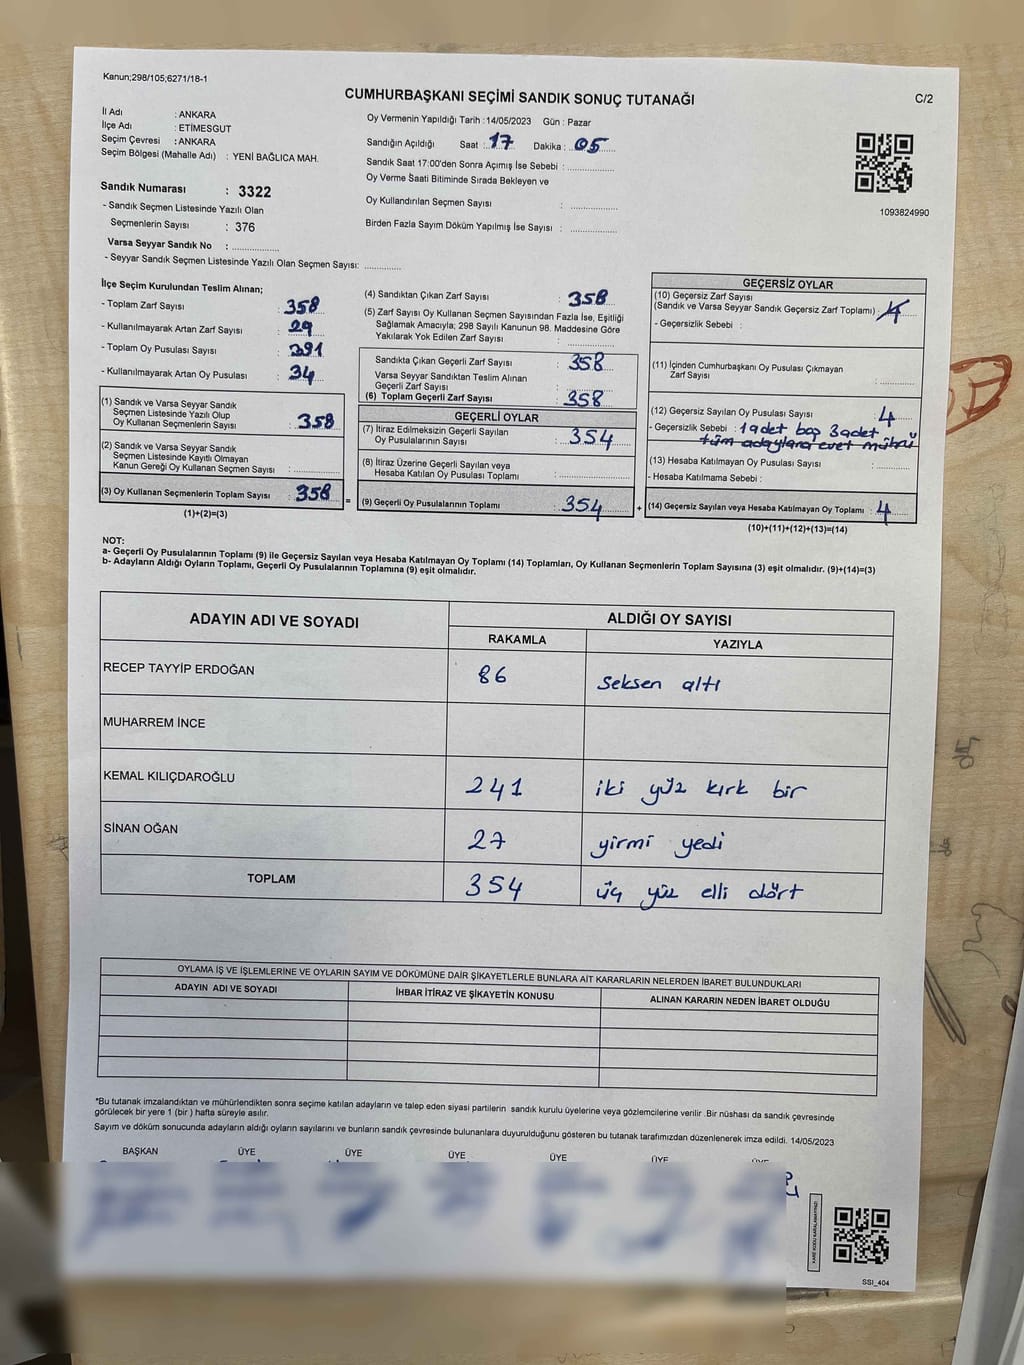 Kanun;298/105;6271/18-1
CUMHURBAŞKANI SEÇİMİ SANDIK SONUÇ TUTANAĞI
C/2
İl Adı : ANKARA
İlçe Adı : ETİMESGUT
Seçim Çevresi : ANKARA
Seçim Bölgesi (Mahalle Adı) : YENİ BAĞLICA MAH.
Sandık Numarası : 3322
- Sandık Seçmen Listesinde Yazılı Olan
Seçmenlerin Sayısı : 376
Varsa Seyyar Sandık No : ..................
- Seyyar Sandık Seçmen Listesinde Yazılı Olan Seçmen Sayısı: .............
Oy Vermenin Yapıldığı Tarih :14/05/2023 Gün : Pazar
Sandığın Açıldığı Saat : 17 Dakika : 05
Sandık Saat 17:00'den Sonra Açımış İse Sebebi : ..................
Oy Verme Saati Bitiminde Sırada Bekleyen ve
Oy Kullandırılan Seçmen Sayısı : ..................
Birden Fazla Sayım Döküm Yapılmış İse Sayısı : ..................
1093824990
İlçe Seçim Kurulundan Teslim Alınan;
- Toplam Zarf Sayısı : 358
- Kullanılmayarak Artan Zarf Sayısı : 29
- Toplam Oy Pusulası Sayısı : 391
- Kullanılmayarak Artan Oy Pusulası : 34
(1) Sandık ve Varsa Seyyar Sandık
Seçmen Listesinde Yazılı Olup
Oy Kullanan Seçmenlerin Sayısı : 358
(2) Sandık ve Varsa Seyyar Sandık
Seçmen Listesinde Kayıtlı Olmayan
Kanun Gereği Oy Kullanan Seçmen Sayısı : ..............
(3) Oy Kullanan Seçmenlerin Toplam Sayısı : 358 =
(1)+(2)=(3)
(4) Sandıktan Çıkan Zarf Sayısı : 358
(5) Zarf Sayısı Oy Kullanan Seçmen Sayısından Fazla İse, Eşitliği
Sağlamak Amacıyla; 298 Sayılı Kanunun 98. Maddesine Göre
Yakılarak Yok Edilen Zarf Sayısı : ..............
Sandıkta Çıkan Geçerli Zarf Sayısı : 358
Varsa Seyyar Sandıktan Teslim Alınan
Geçerli Zarf Sayısı : ..............
(6) Toplam Geçerli Zarf Sayısı : 358
GEÇERLİ OYLAR
(7) İtiraz Edilmeksizin Geçerli Sayılan
Oy Pusulalarının Sayısı : 354
(8) İtiraz Üzerine Geçerli Sayılan veya
Hesaba Katılan Oy Pusulası Toplamı : ..................
(9) Geçerli Oy Pusulalarının Toplamı : 354 +
GEÇERSİZ OYLAR
(10) Geçersiz Zarf Sayısı
(Sandık ve Varsa Seyyar Sandık Geçersiz Zarf Toplamı) : 4
- Geçersizlik Sebebi :
(11) İçinden Cumhurbaşkanı Oy Pusulası Çıkmayan
Zarf Sayısı : ..............
(12) Geçersiz Sayılan Oy Pusulası Sayısı : 4
- Geçersizlik Sebebi : 1 adet boş 3 adet
tüm adaylara evet mührü
(13) Hesaba Katılmayan Oy Pusulası Sayısı : ..............
- Hesaba Katılmama Sebebi :
(14) Geçersiz Sayılan veya Hesaba Katılmayan Oy Toplamı : 4
(10)+(11)+(12)+(13)=(14)
NOT:
a- Geçerli Oy Pusulalarının Toplamı (9) ile Geçersiz Sayılan veya Hesaba Katılmayan Oy Toplamı (14) Toplamları, Oy Kullanan Seçmenlerin Toplam Sayısına (3) eşit olmalıdır. (9)+(14)=(3)
b- Adayların Aldığı Oyların Toplamı, Geçerli Oy Pusulalarının Toplamına (9) eşit olmalıdır.
ADAYIN ADI VE SOYADI ALDIĞI OY SAYISI
RAKAMLA YAZIYLA
RECEP TAYYİP ERDOĞAN 86 seksen altı
MUHARREM İNCE
KEMAL KILIÇDAROĞLU 241 iki yüz kırk bir
SİNAN OĞAN 27 yirmi yedi
TOPLAM 354 üç yüz elli dört
OYLAMA İŞ VE İŞLEMLERİNE VE OYLARIN SAYIM VE DÖKÜMÜNE DAİR ŞİKAYETLERLE BUNLARA AİT KARARLARIN NELERDEN İBARET BULUNDUKLARI
ADAYIN ADI VE SOYADI İHBAR İTİRAZ VE ŞİKAYETİN KONUSU ALINAN KARARIN NEDEN İBARET OLDUĞU
*Bu tutanak imzalandıktan ve mühürlendikten sonra seçime katılan adayların ve talep eden siyasi partilerin sandık kurulu üyelerine veya gözlemcilerine verilir .Bir nüshası da sandık çevresinde
görülecek bir yere 1 (bir ) hafta süreyle asılır.
Sayım ve döküm sonucunda adayların aldığı oyların sayılarını ve bunların sandık çevresinde bulunanlara duyurulduğunu gösteren bu tutanak tarafımızdan düzenlenerek imza edildi. 14/05/2023
BAŞKAN ÜYE ÜYE ÜYE ÜYE ÜYE ÜYE
KARE KODU KARALAMAYINIZ!
SSI_404